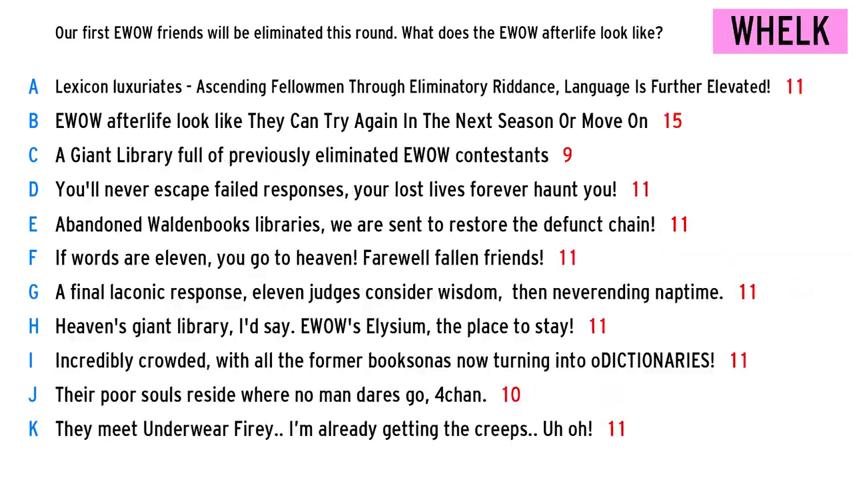 Our first EWOW friends will be eliminated this round. What does the EWOW afterlife look like?
WHELK
A Lexicon luxuriates - Ascending Fellowmen Through Eliminatory Riddance, Language Is Further Elevated! 11
B EWOW afterlife look like They Can Try Again In The Next Season Or Move On 15
C A Giant Library full of previously eliminated EWOW contestants 9
D You'll never escape failed responses, your lost lives forever haunt you! 11
E Abandoned Waldenbooks libraries, we are sent to restore the defunct chain! 11
F If words are eleven, you go to heaven! Farewell fallen friends! 11
G A final laconic response, eleven judges consider wisdom, then neverending naptime. 11
H Heaven's giant library, I'd say. EWOW's Elysium, the place to stay! 11
I Incredibly crowded, with all the former booksonas now turning into oDICTIONARIES! 11
J Their poor souls reside where no man dares go, 4chan. 10
K They meet Underwear Firey.. I'm already getting the creeps.. Uh oh! 11